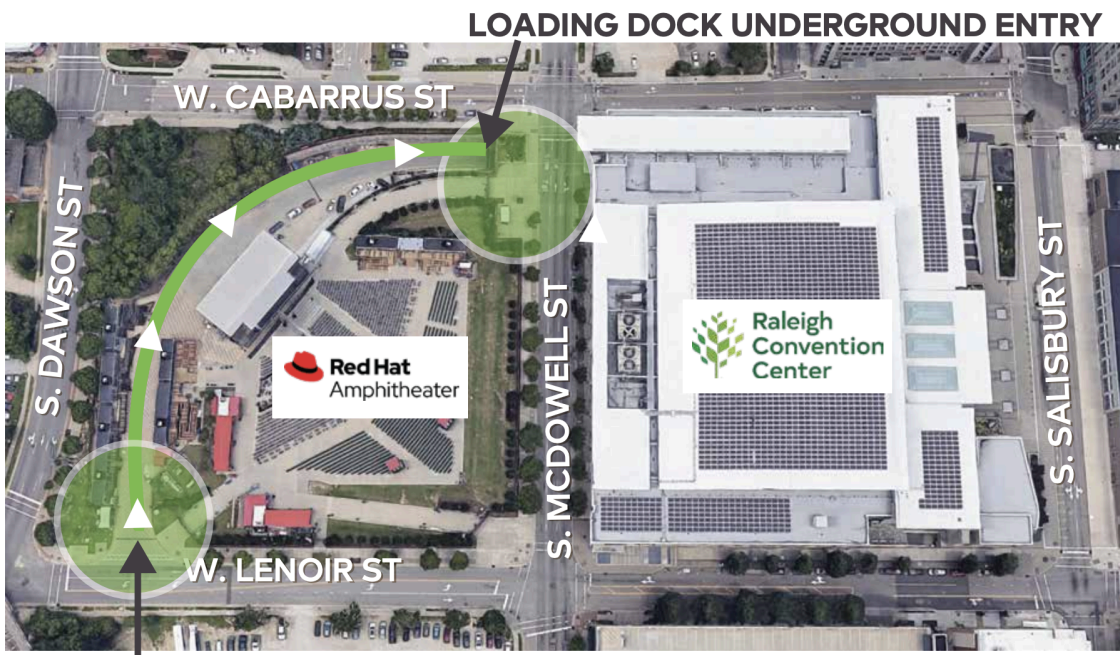 LOADING DOCK UNDERGROUND ENTRY
W. CABARRUS ST
S. DAWSON ST
S. MCDOWELL ST
S. SALISBURY ST
Red Hat
Amphitheater
Raleigh
Convention
Center
W. LENOIR ST